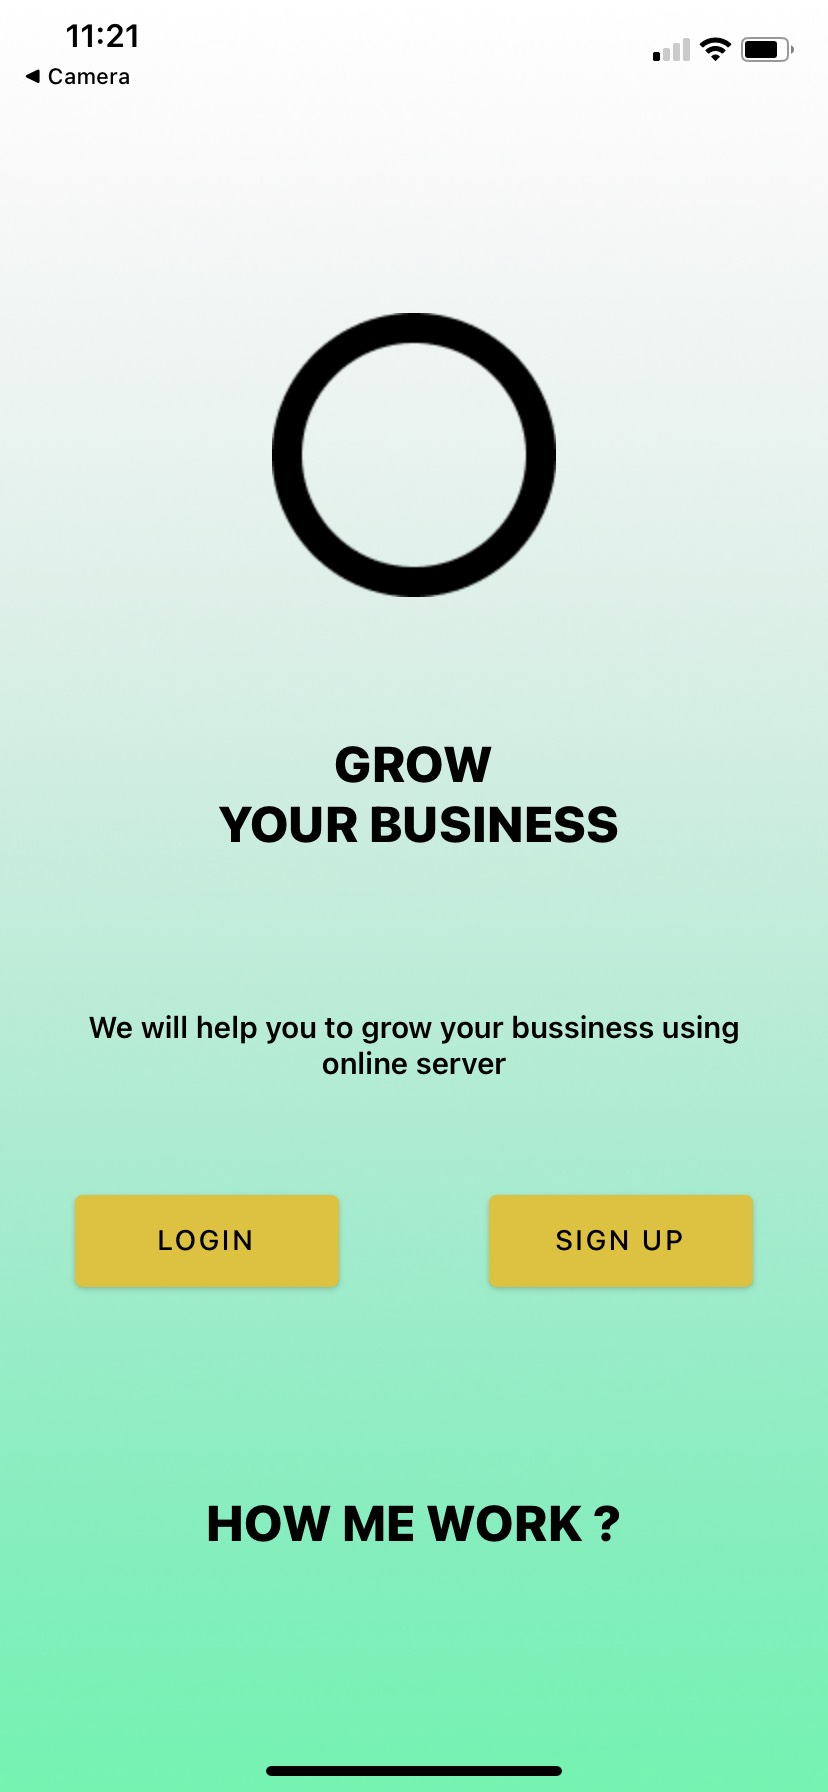 11:21
◀ Camera
GROW
YOUR BUSINESS
We will help you to grow your bussiness using
online server
LOGIN
SIGN UP
HOW ME WORK ?